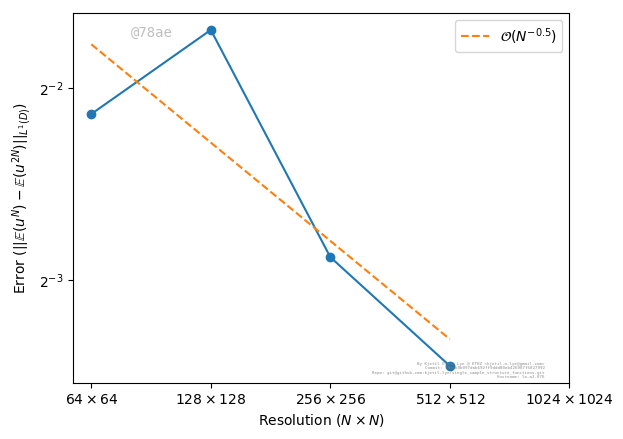 @78ae
𝒪(N^{-0.5})
2^{-2}
2^{-3}
Error (||𝔼(u^N) − 𝔼(u^{2N})||_{L^1(D)})
64 × 64
128 × 128
256 × 256
512 × 512
1024 × 1024
Resolution (N × N)